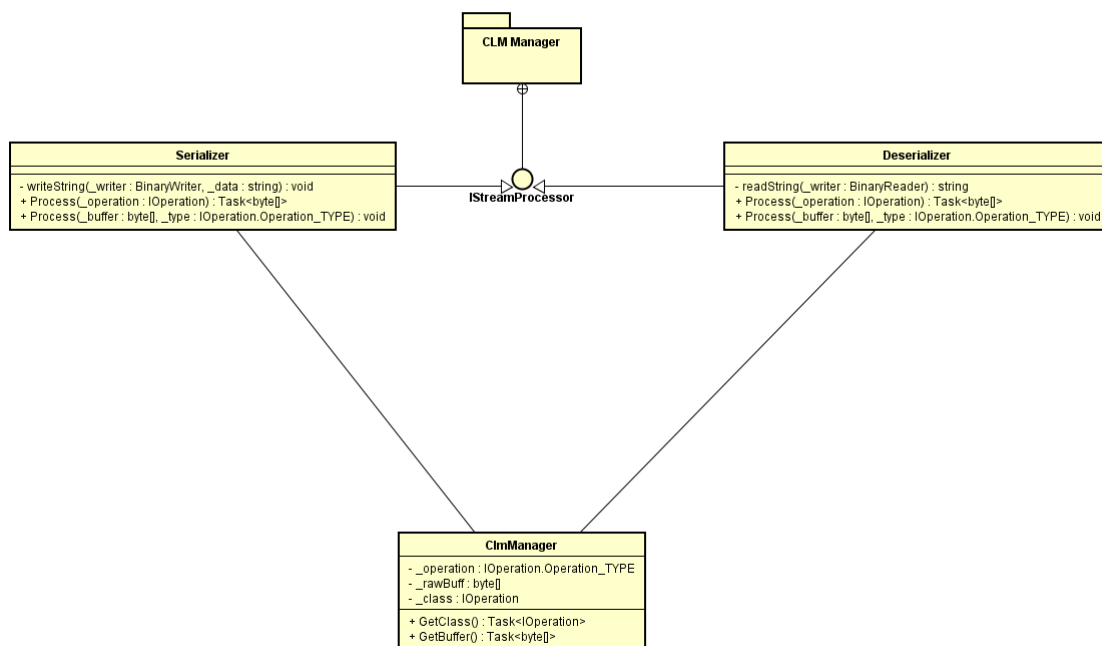 CLM Manager
Serializer
- writeString(_writer : BinaryWriter, _data : string) : void
+ Process(_operation : IOperation) : Task<byte[]>
+ Process(_buffer : byte[], _type : IOperation.Operation_TYPE) : void
IStreamProcessor
Deserializer
- readString(_writer : BinaryReader) : string
+ Process(_operation : IOperation) : Task<byte[]>
+ Process(_buffer : byte[], _type : IOperation.Operation_TYPE) : void
ClmManager
- _operation : IOperation.Operation_TYPE
- _rawBuff : byte[]
- _class : IOperation
+ GetClass() : Task<IOperation>
+ GetBuffer() : Task<byte[]>